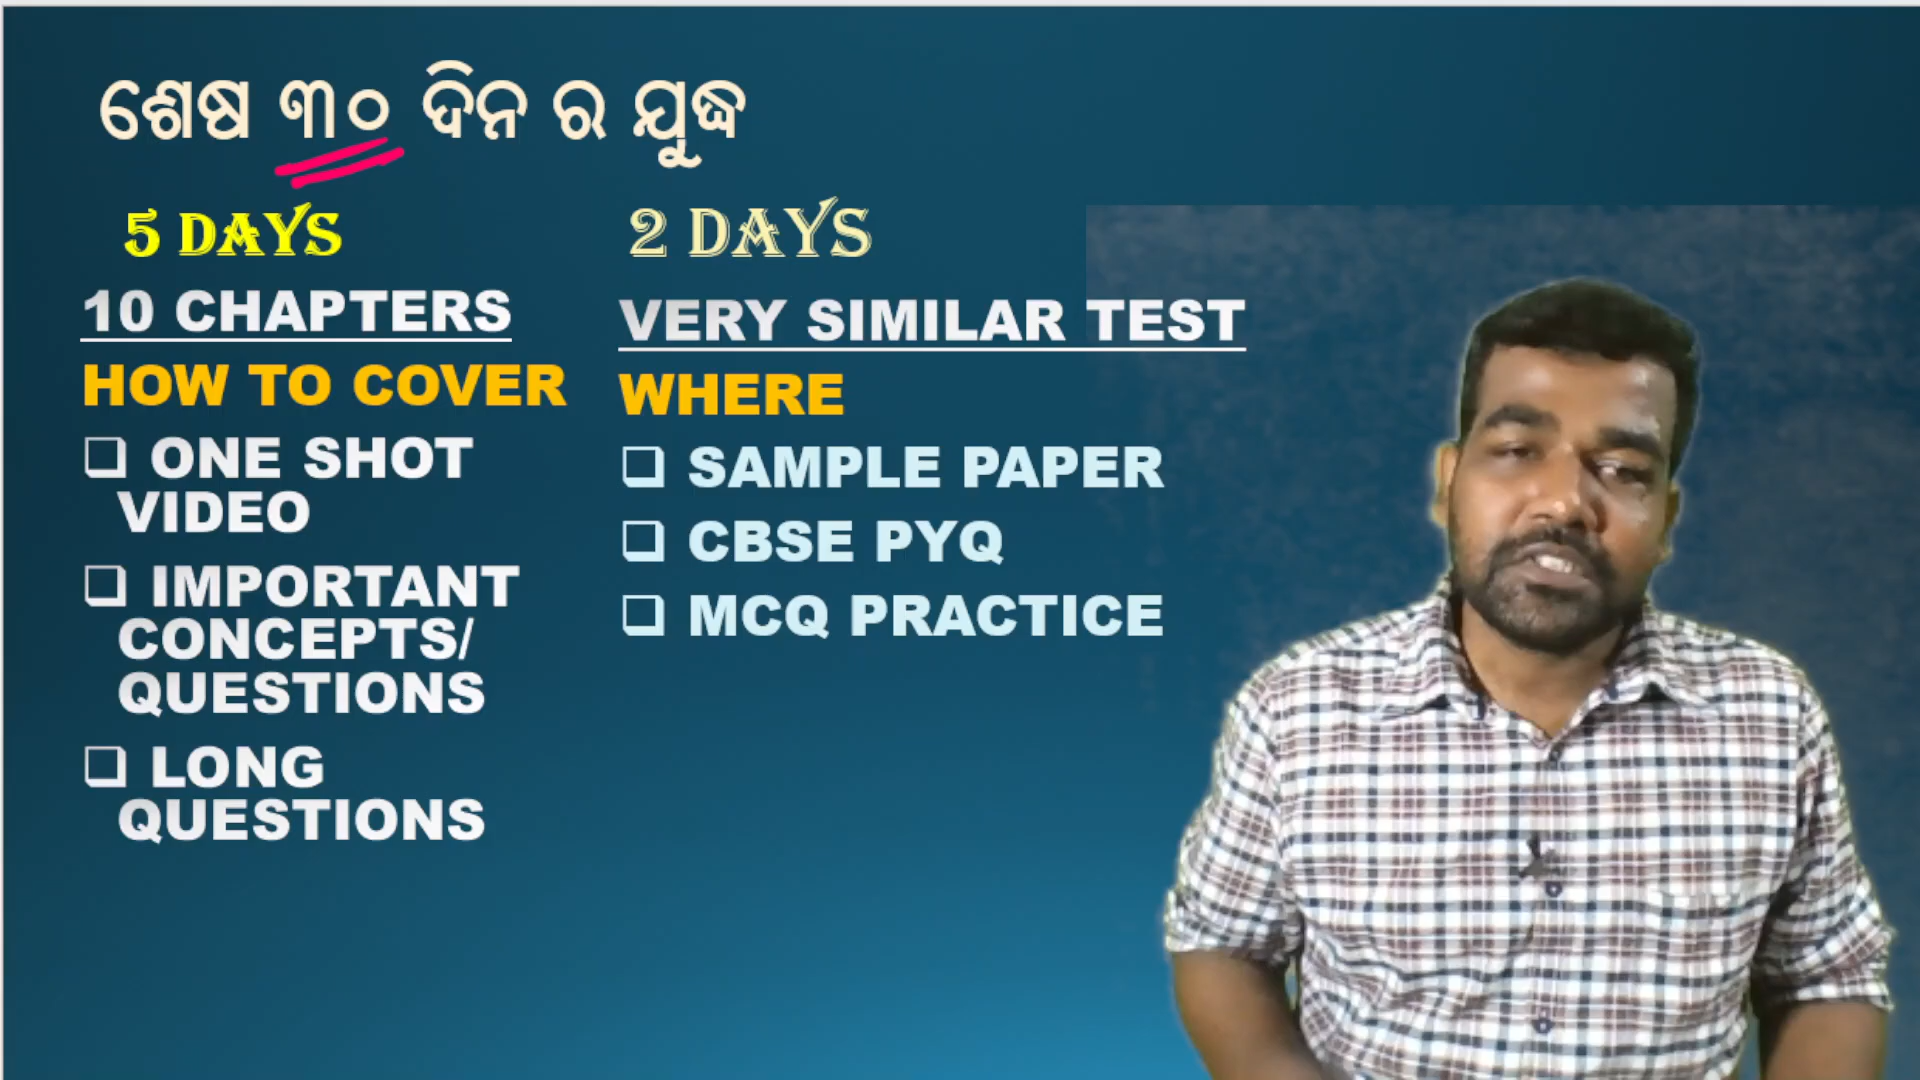 ଶେଷ ୩୦ ଦିନ ର ଯୁଦ୍ଧ
5 DAYS
10 CHAPTERS
HOW TO COVER
❑ ONE SHOT
VIDEO
❑ IMPORTANT
CONCEPTS/
QUESTIONS
❑ LONG
QUESTIONS
2 DAYS
VERY SIMILAR TEST
WHERE
❑ SAMPLE PAPER
❑ CBSE PYQ
❑ MCQ PRACTICE